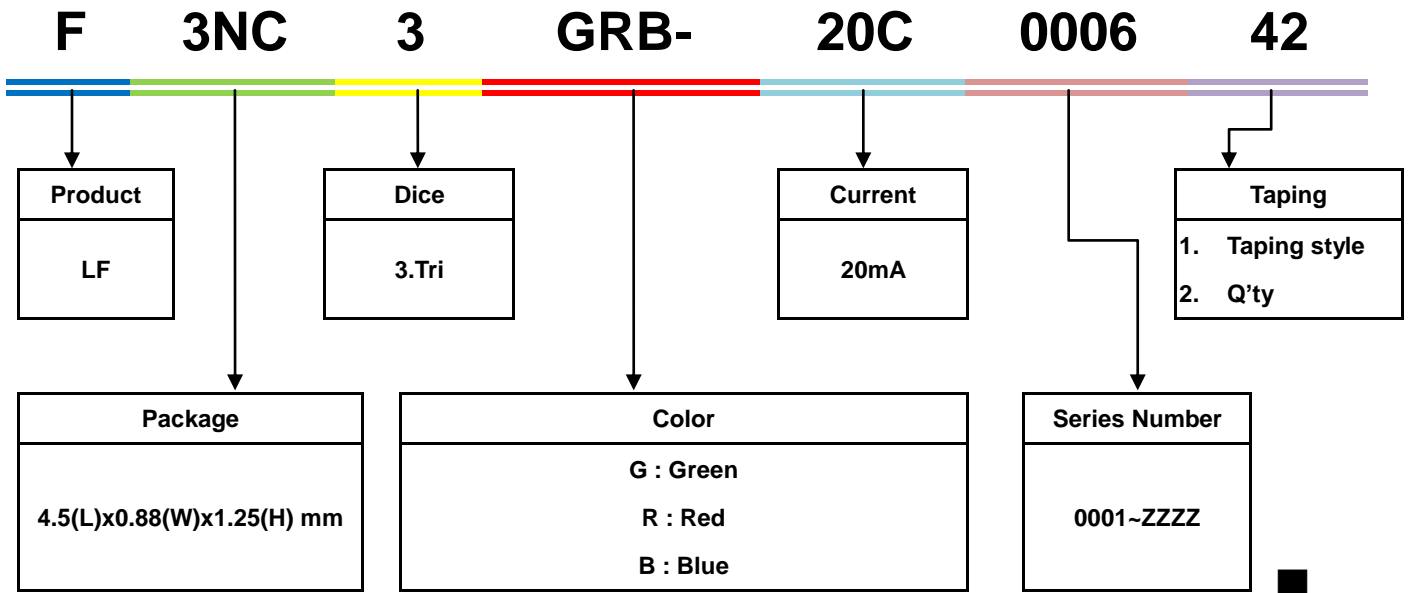 F 3NC 3 GRB- 20C 0006 42
Product
LF
Dice
3.Tri
Current
20mA
Taping
1. Taping style
2. Q’ty
Package
4.5(L)x0.88(W)x1.25(H) mm
Color
G : Green
R : Red
B : Blue
Series Number
0001~ZZZZ